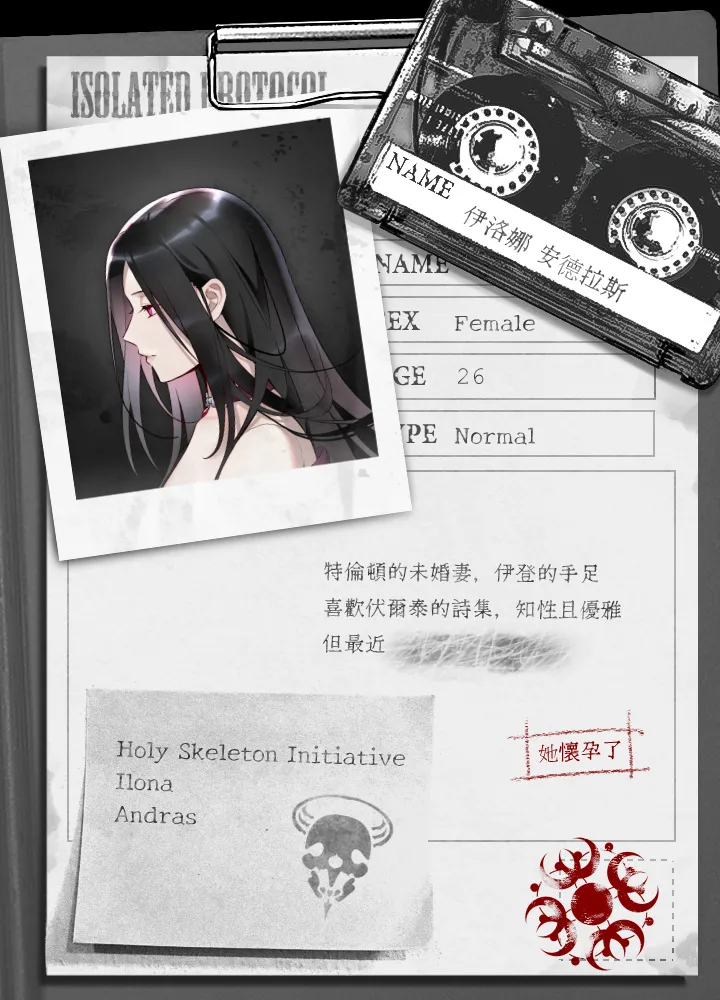 ISOLATED PROTOCOL
NAME
伊洛娜 安德拉斯
NAME
EX Female
GE 26
YPE Normal
特倫頓的未婚妻，伊登的手足
喜歡伏爾泰的詩集，知性且優雅
但最近
她懷孕了
Holy Skeleton Initiative
Ilona
Andras